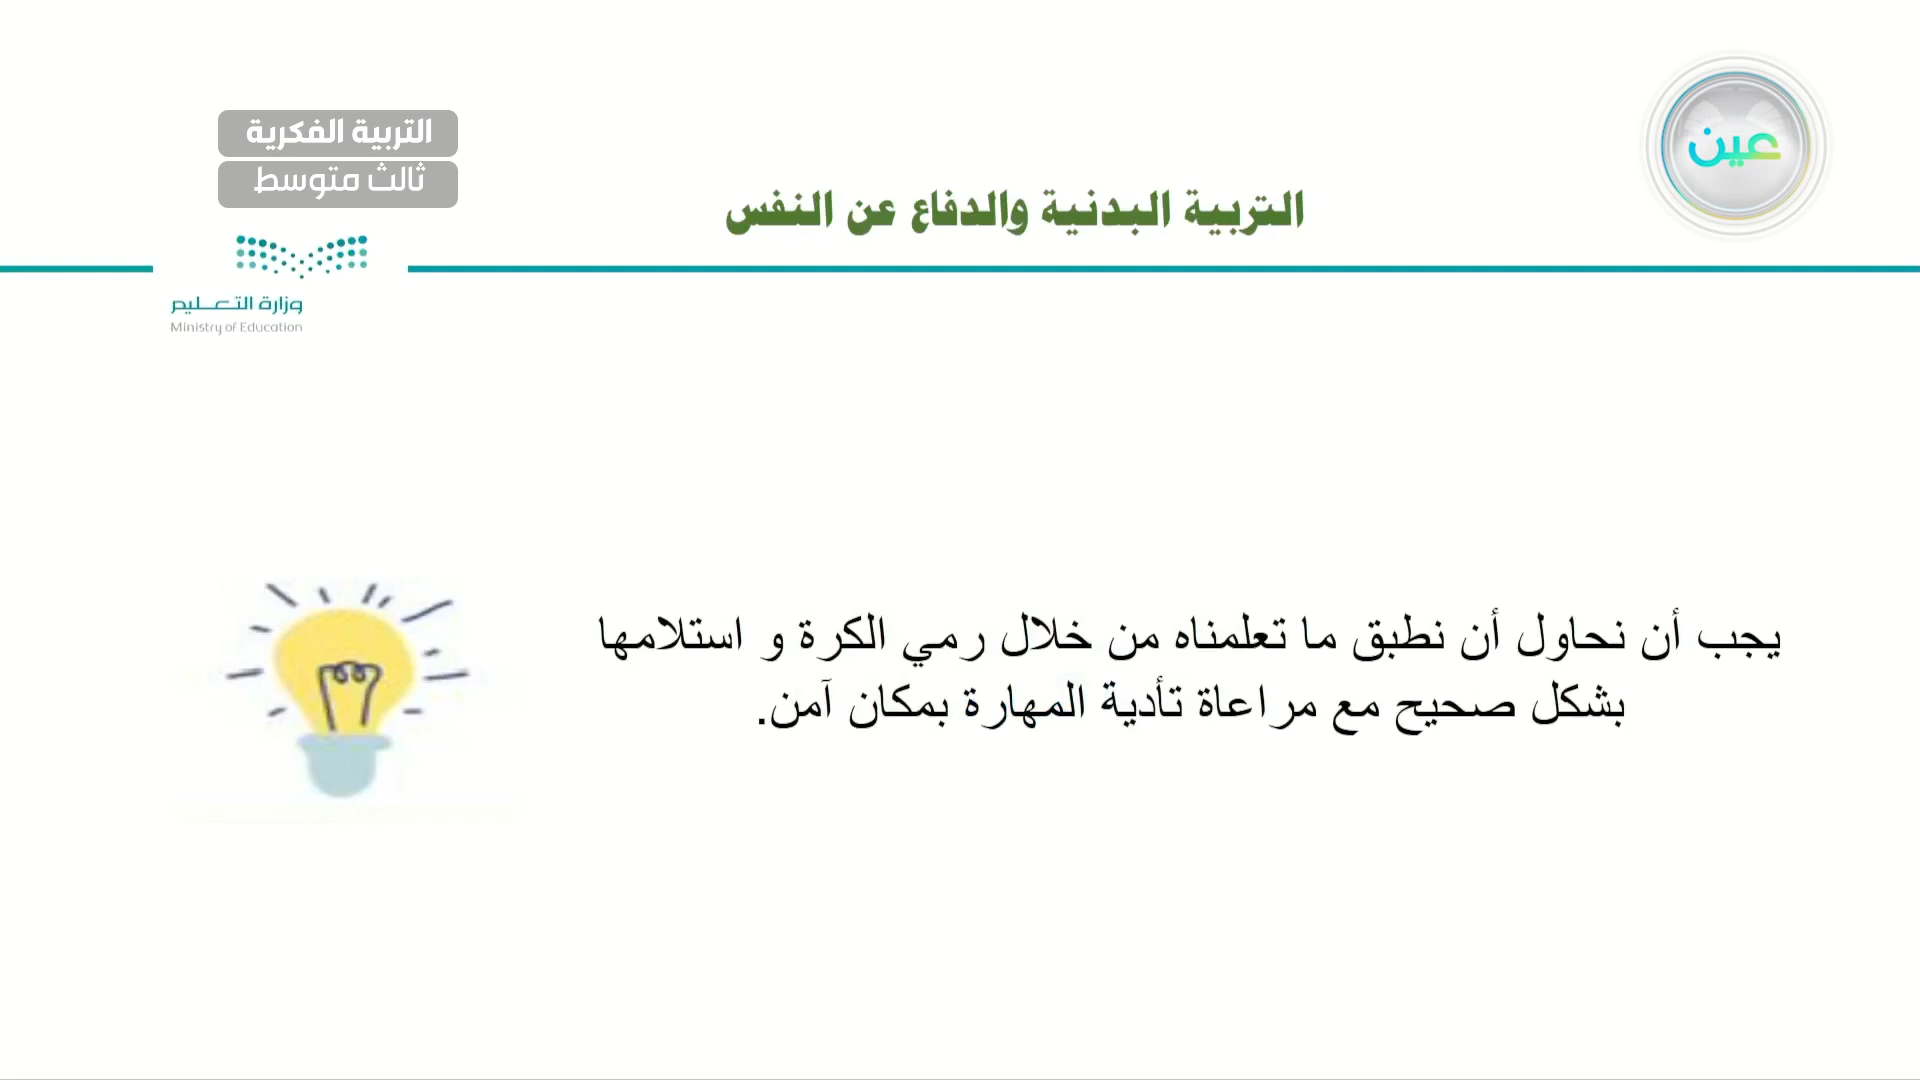 عين
التربية الفكرية
ثالث متوسط
التربية البدنية والدفاع عن النفس
وزارة التعليم
Ministry of Education
يجب أن نحاول أن نطبق ما تعلمناه من خلال رمي الكرة و استلامها
بشكل صحيح مع مراعاة تأدية المهارة بمكان آمن.